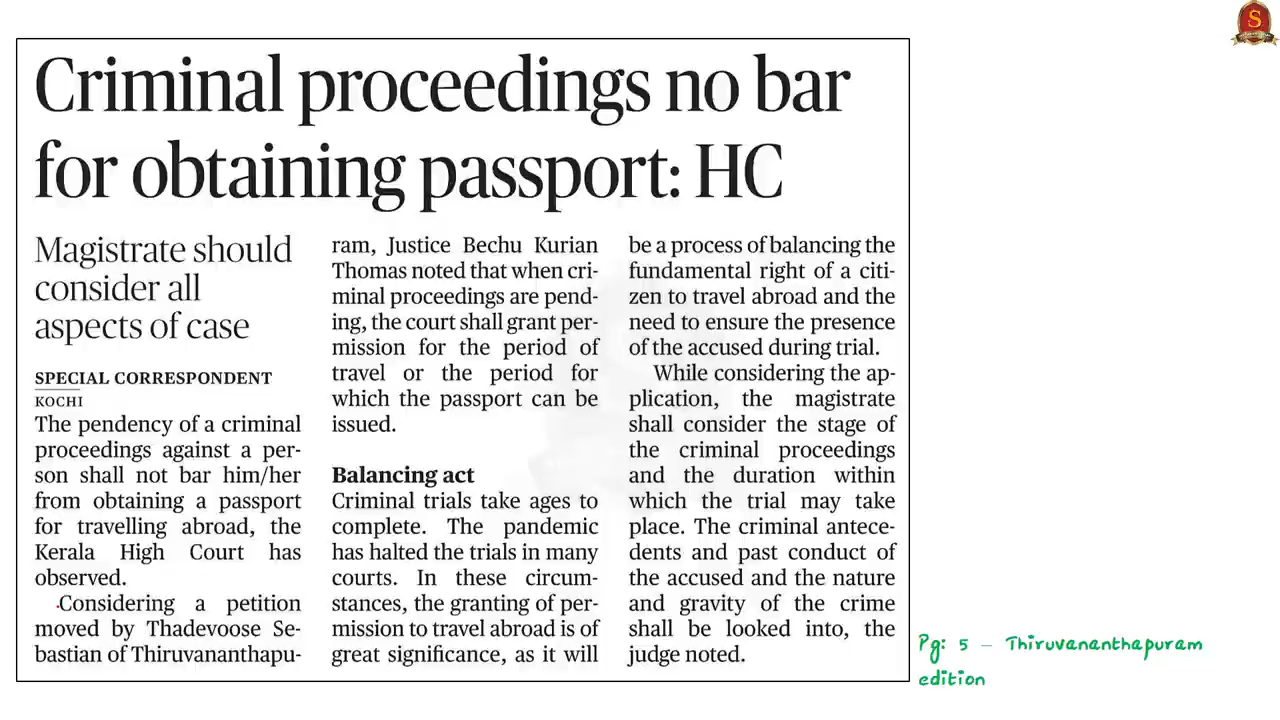 Criminal proceedings no bar
for obtaining passport: HC
Magistrate should
consider all
aspects of case
SPECIAL CORRESPONDENT
KOCHI
The pendency of a criminal
proceedings against a per-
son shall not bar him/her
from obtaining a passport
for travelling abroad, the
Kerala High Court has
observed.
Considering a petition
moved by Thadevoose Se-
bastian of Thiruvananthapu-
ram, Justice Bechu Kurian
Thomas noted that when cri-
minal proceedings are pend-
ing, the court shall grant per-
mission for the period of
travel or the period for
which the passport can be
issued.
Balancing act
Criminal trials take ages to
complete. The pandemic
has halted the trials in many
courts. In these circum-
stances, the granting of per-
mission to travel abroad is of
great significance, as it will
be a process of balancing the
fundamental right of a citi-
zen to travel abroad and the
need to ensure the presence
of the accused during trial.
While considering the ap-
plication, the magistrate
shall consider the stage of
the criminal proceedings
and the duration within
which the trial may take
place. The criminal antece-
dents and past conduct of
the accused and the nature
and gravity of the crime
shall be looked into, the
judge noted.
Pg: 5 – Thiruvananthapuram
edition
S